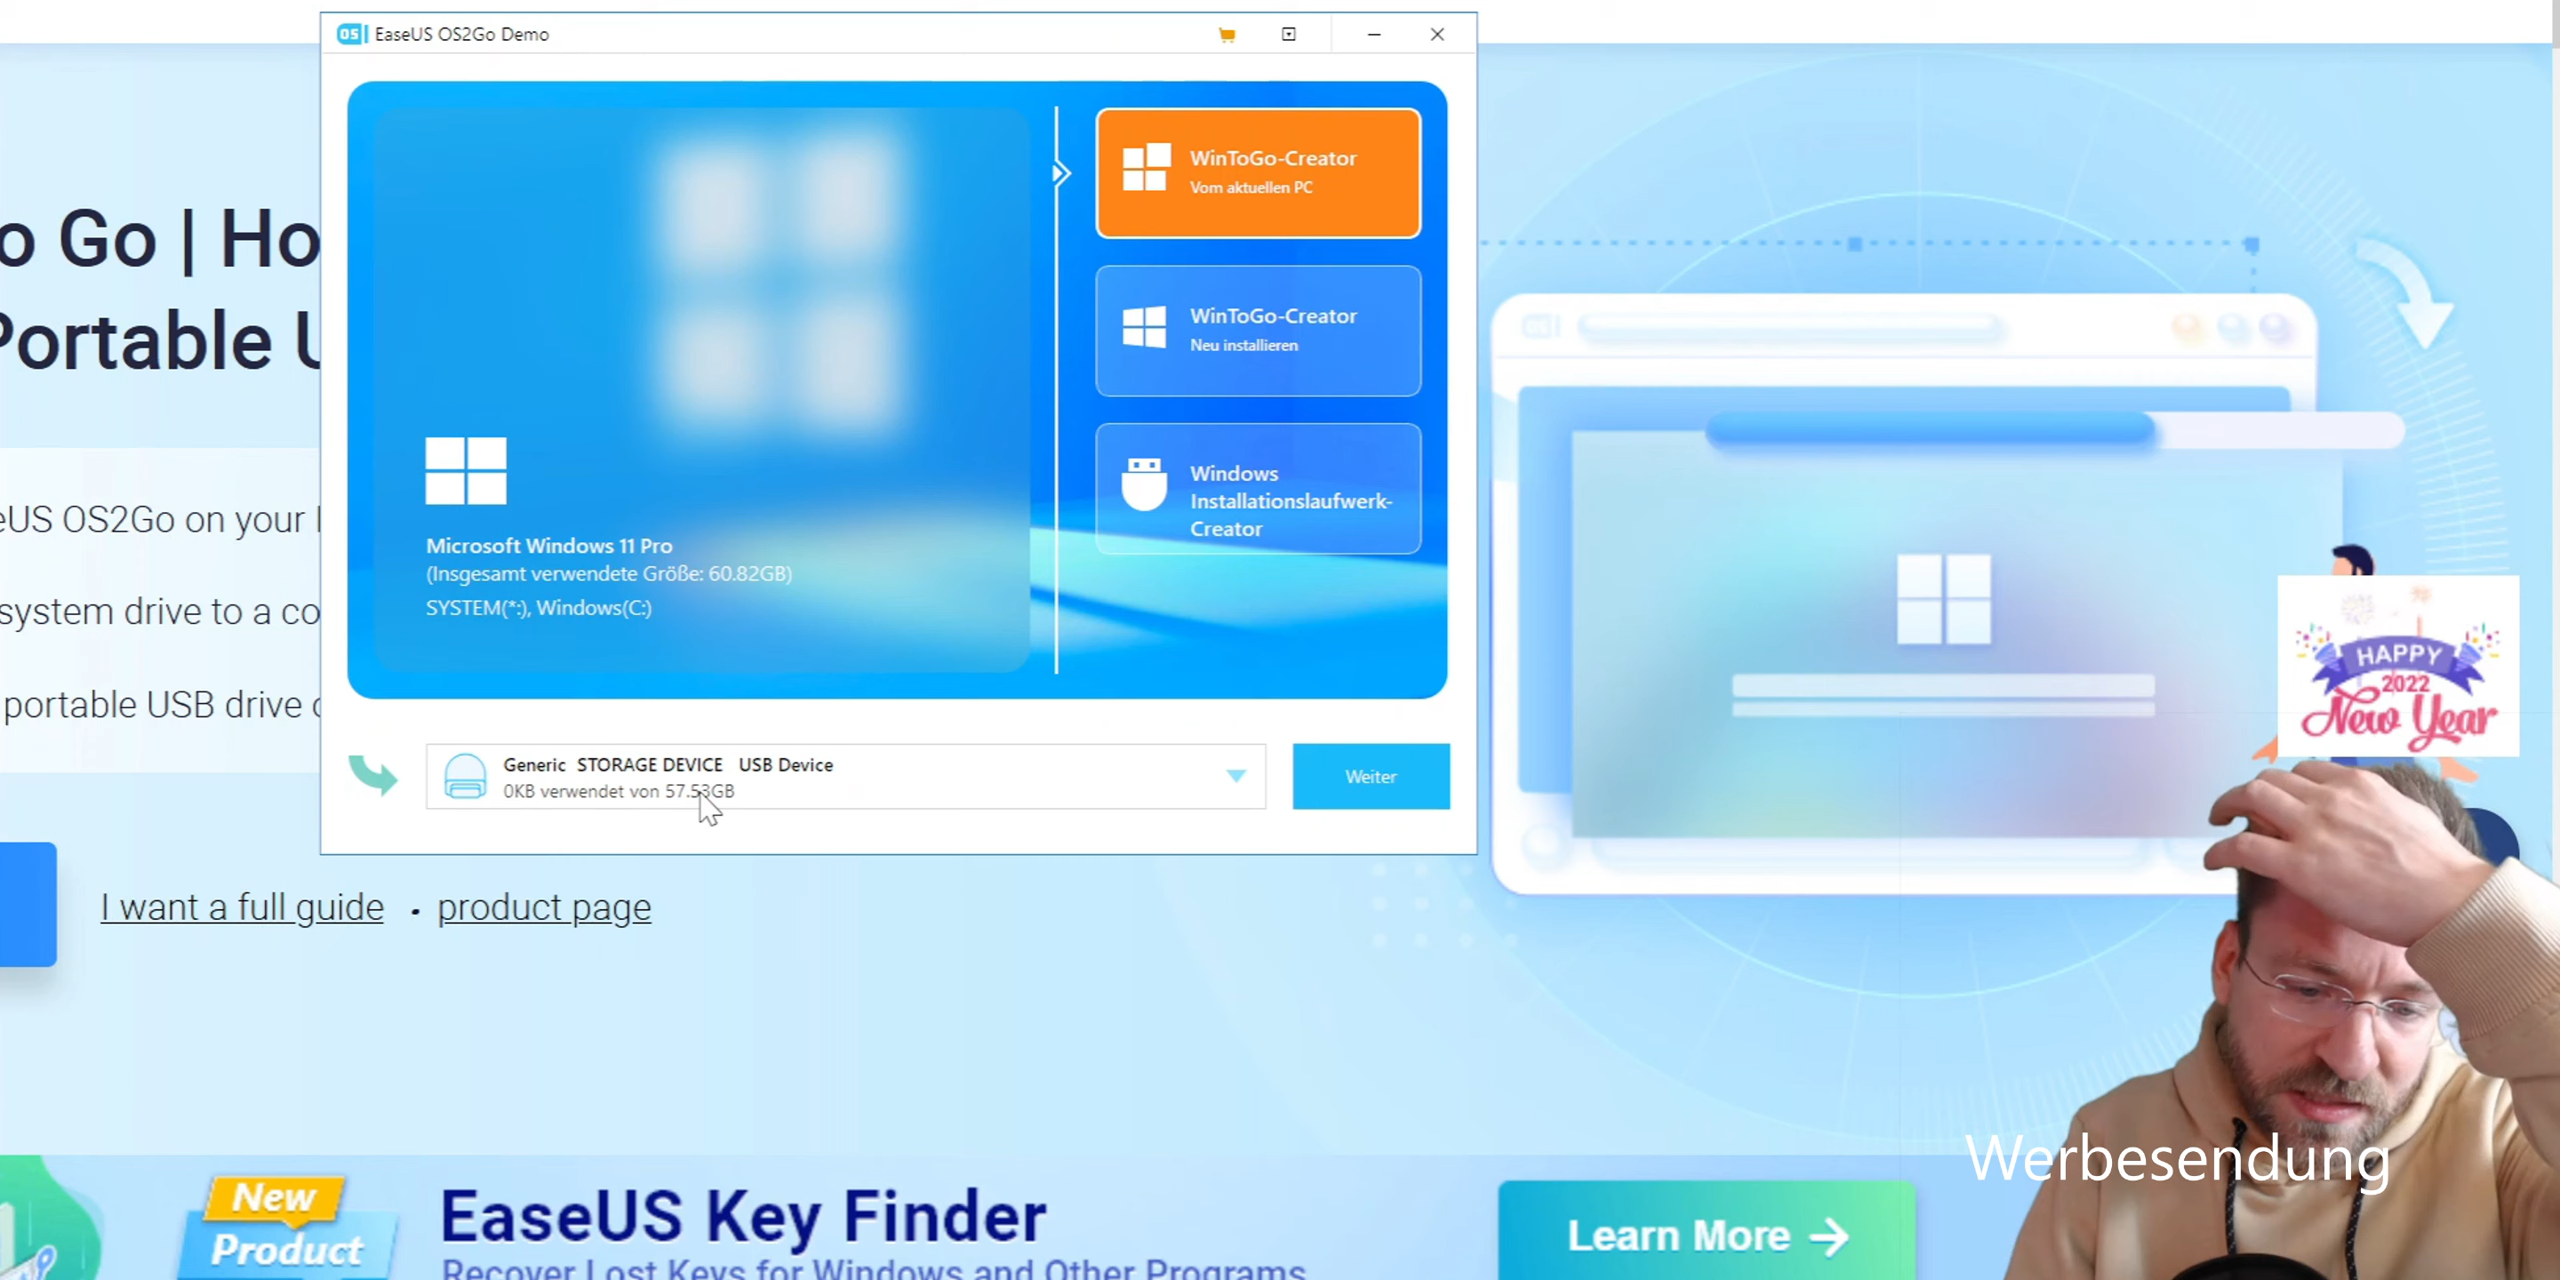 EaseUS OS2Go Demo
WinToGo-Creator
Vom aktuellen PC
WinToGo-Creator
Neu installieren
Windows
Installationslaufwerk-
Creator
Microsoft Windows 11 Pro
(Insgesamt verwendete Größe: 60.82GB)
SYSTEM(*:), Windows(C:)
Generic STORAGE DEVICE USB Device
0KB verwendet von 57.53GB
Weiter
o Go | Ho
Portable
eUS OS2Go on your
system drive to a co
portable USB drive
I want a full guide · product page
HAPPY
2022
New Year
Werbesendung
New
Product
EaseUS Key Finder
Recover Lost Keys for Windows and Other Programs
Learn More